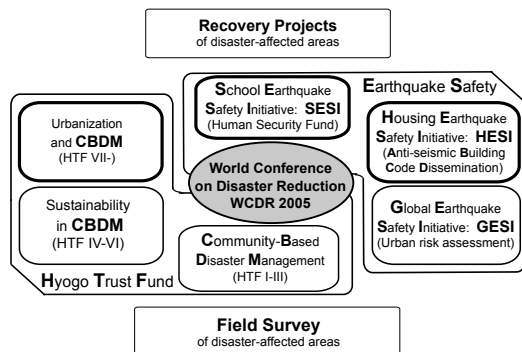 Recovery Projects
of disaster-affected areas
School Earthquake
Safety Initiative: SESI
(Human Security Fund)
Earthquake Safety
Urbanization
and CBDM
(HTF VII-)
Housing Earthquake
Safety Initiative: HESI
(Anti-seismic Building
Code Dissemination)
World Conference
on Disaster Reduction
WCDR 2005
Sustainability
in CBDM
(HTF IV-VI)
Global Earthquake
Safety Initiative: GESI
(Urban risk assessment)
Community-Based
Disaster Management
(HTF I-III)
Hyogo Trust Fund
Field Survey
of disaster-affected areas